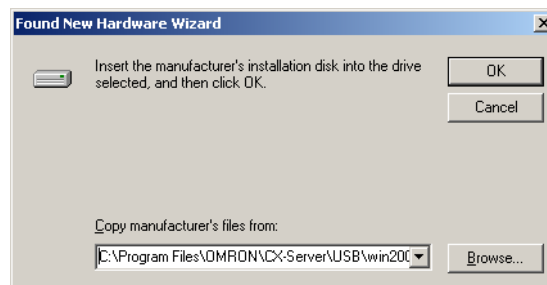 Found New Hardware Wizard
Insert the manufacturer's installation disk into the drive
selected, and then click OK.
OK
Cancel
Copy manufacturer's files from:
C:\Program Files\OMRON\CX-Server\USB\win200
Browse...